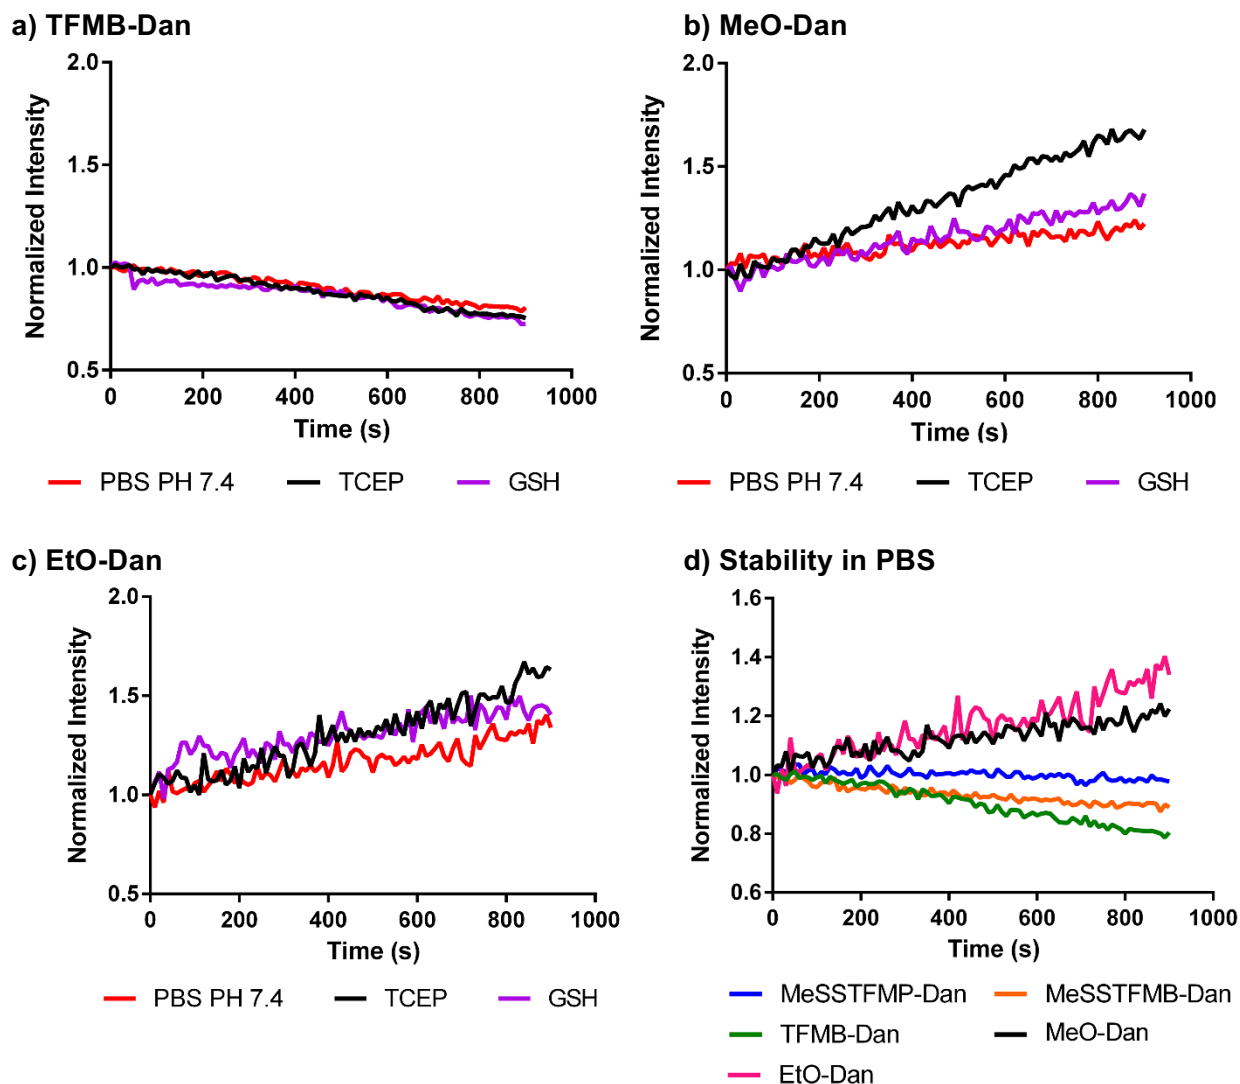 a) TFMB-Dan
2.0
1.5
1.0
0.5
Normalized Intensity
0 200 400 600 800 1000
Time (s)
PBS PH 7.4 TCEP GSH
b) MeO-Dan
2.0
1.5
1.0
0.5
Normalized Intensity
0 200 400 600 800 1000
Time (s)
PBS PH 7.4 TCEP GSH
c) EtO-Dan
2.0
1.5
1.0
0.5
Normalized Intensity
0 200 400 600 800 1000
Time (s)
PBS PH 7.4 TCEP GSH
d) Stability in PBS
1.6
1.4
1.2
1.0
0.8
0.6
Normalized Intensity
0 200 400 600 800 1000
Time (s)
MeSSTFMP-Dan MeSSTFMB-Dan
TFMB-Dan MeO-Dan
EtO-Dan